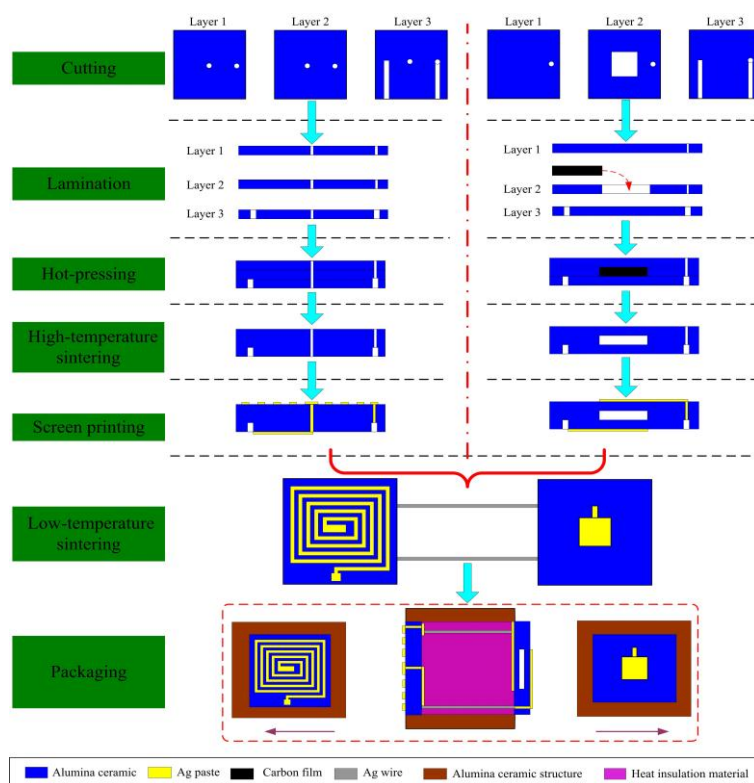 Layer 1 Layer 2 Layer 3 Layer 1 Layer 2 Layer 3
Cutting
Layer 1
Layer 2
Layer 3
Layer 1
Layer 2
Layer 3
Lamination
Hot-pressing
High-temperature
sintering
Screen printing
Low-temperature
sintering
Packaging
Alumina ceramic Ag paste Carbon film Ag wire Alumina ceramic structure Heat insulation material